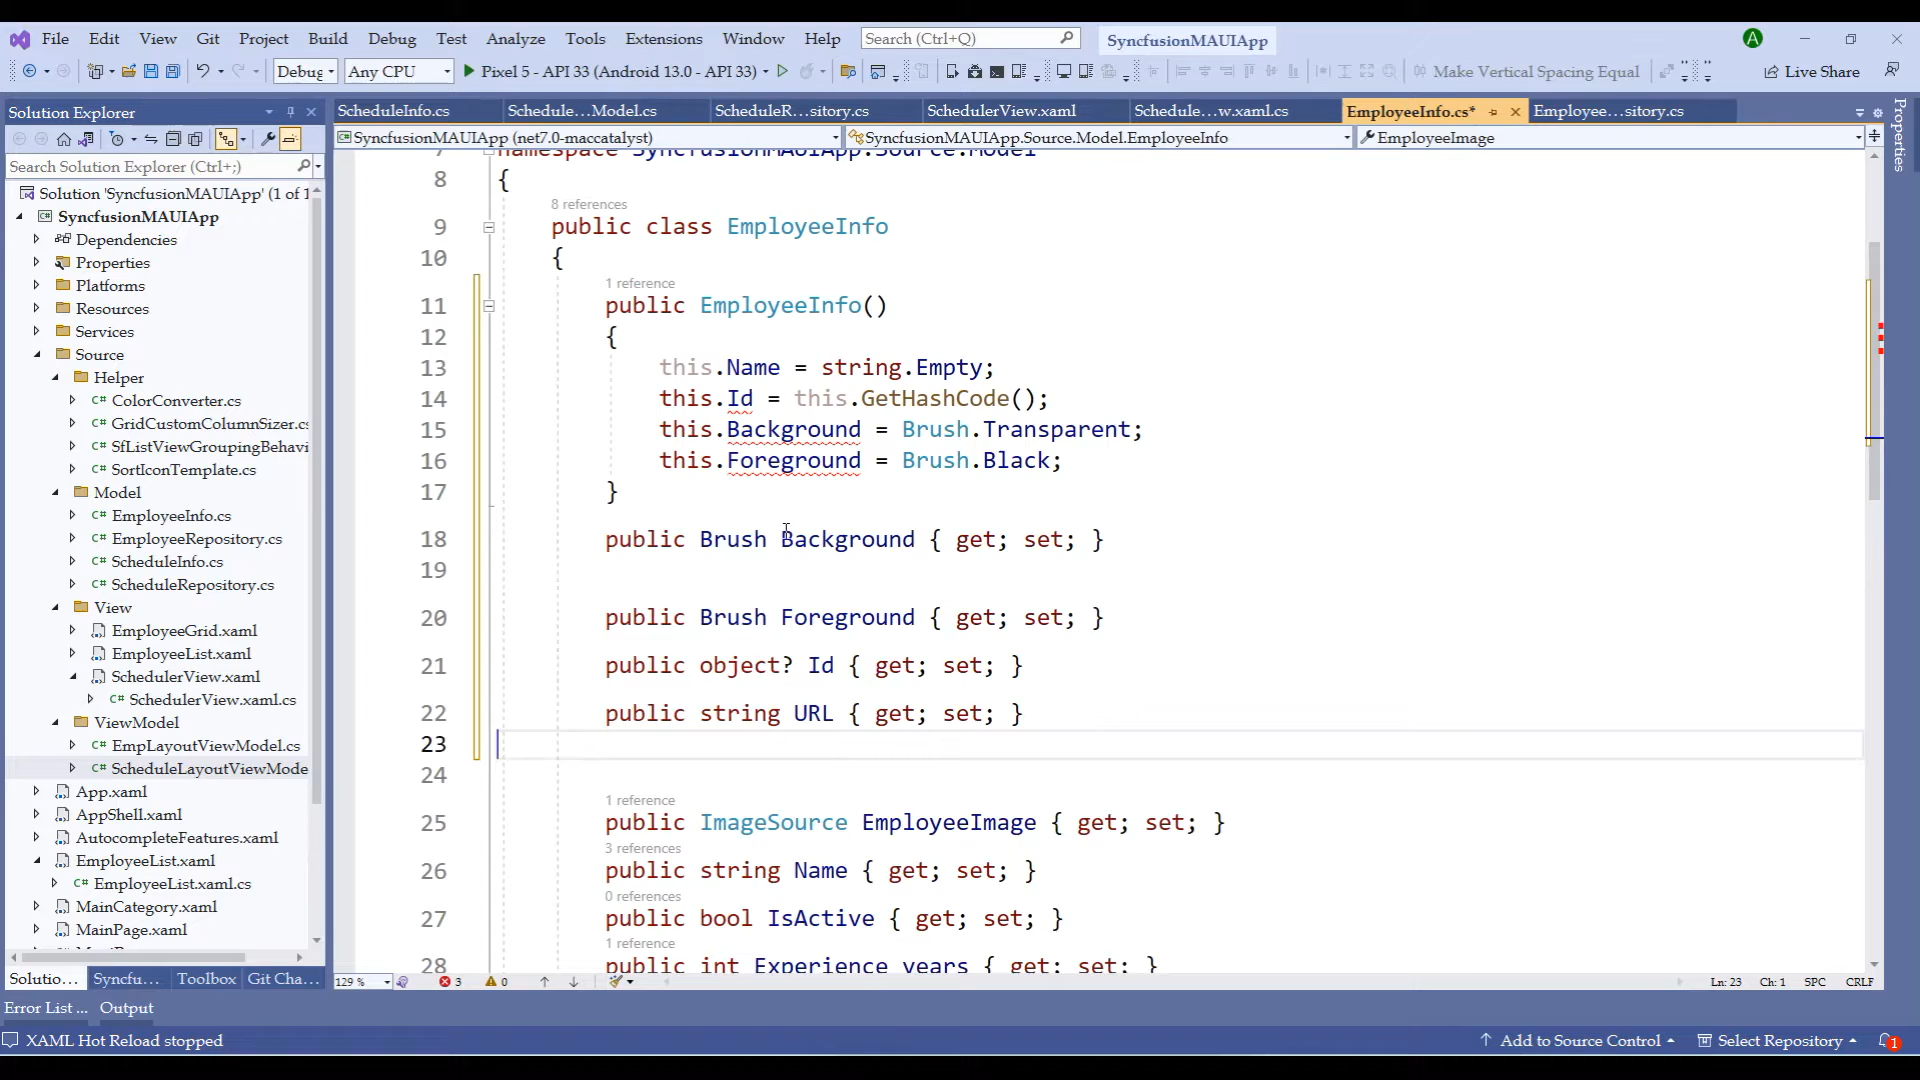 File Edit View Git Project Build Debug Test Analyze Tools Extensions Window Help Search (Ctrl+Q) SyncfusionMAUIApp A
Debug Any CPU Pixel 5 - API 33 (Android 13.0 - API 33) Make Vertical Spacing Equal Live Share
Solution Explorer
Search Solution Explorer (Ctrl+;)
Solution 'SyncfusionMAUIApp' (1 of 1
SyncfusionMAUIApp
Dependencies
Properties
Platforms
Resources
Services
Source
Helper
ColorConverter.cs
GridCustomColumnSizer.cs
SfListViewGroupingBehavi
SortIconTemplate.cs
Model
EmployeeInfo.cs
EmployeeRepository.cs
ScheduleInfo.cs
ScheduleRepository.cs
View
EmployeeGrid.xaml
EmployeeList.xaml
SchedulerView.xaml
SchedulerView.xaml.cs
ViewModel
EmpLayoutViewModel.cs
ScheduleLayoutViewMode
App.xaml
AppShell.xaml
AutocompleteFeatures.xaml
EmployeeList.xaml
EmployeeList.xaml.cs
MainCategory.xaml
MainPage.xaml
Solutio... Syncfu... Toolbox Git Cha...
ScheduleInfo.cs Schedule...Model.cs ScheduleR...sitory.cs SchedulerView.xaml Schedule...w.xaml.cs EmployeeInfo.cs* Employee...sitory.cs
SyncfusionMAUIApp (net7.0-maccatalyst) SyncfusionMAUIApp.Source.Model.EmployeeInfo EmployeeImage
7 namespace SyncfusionMAUIApp.Source.Model
8 {
8 references
9 public class EmployeeInfo
10 {
1 reference
11 public EmployeeInfo()
12 {
13 this.Name = string.Empty;
14 this.Id = this.GetHashCode();
15 this.Background = Brush.Transparent;
16 this.Foreground = Brush.Black;
17 }
18 public Brush Background { get; set; }
19
20 public Brush Foreground { get; set; }
21 public object? Id { get; set; }
22 public string URL { get; set; }
23
24
1 reference
25 public ImageSource EmployeeImage { get; set; }
3 references
26 public string Name { get; set; }
0 references
27 public bool IsActive { get; set; }
1 reference
28 public int Experience_years { get; set; }
129 % 3 0 Ln: 23 Ch: 1 SPC CRLF
Properties
Error List ... Output
XAML Hot Reload stopped Add to Source Control Select Repository 1